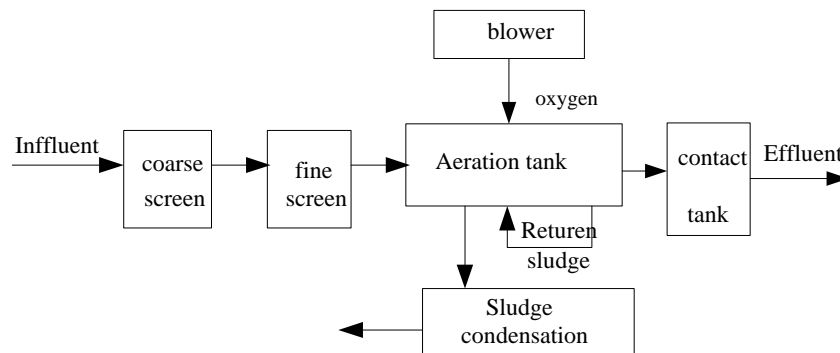 blower
oxygen
Inffluent
coarse
screen
fine
screen
Aeration tank
contact
tank
Effluent
Returen
sludge
Sludge
condensation